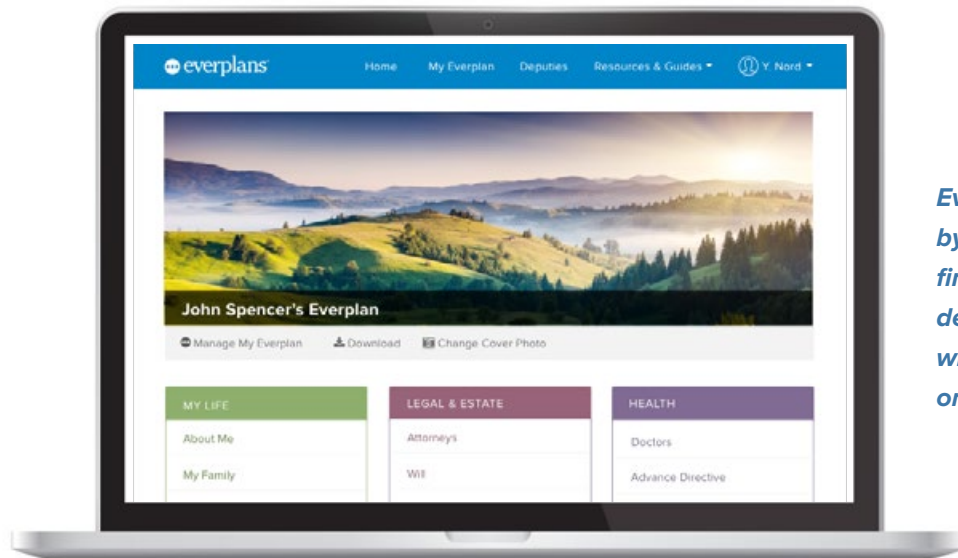 everplans Home My Everplan Deputies Resources & Guides Y. Nord
John Spencer's Everplan
Manage My Everplan Download Change Cover Photo
MY LIFE LEGAL & ESTATE HEALTH
About Me Attorneys Doctors
My Family Will Advance Directive
by